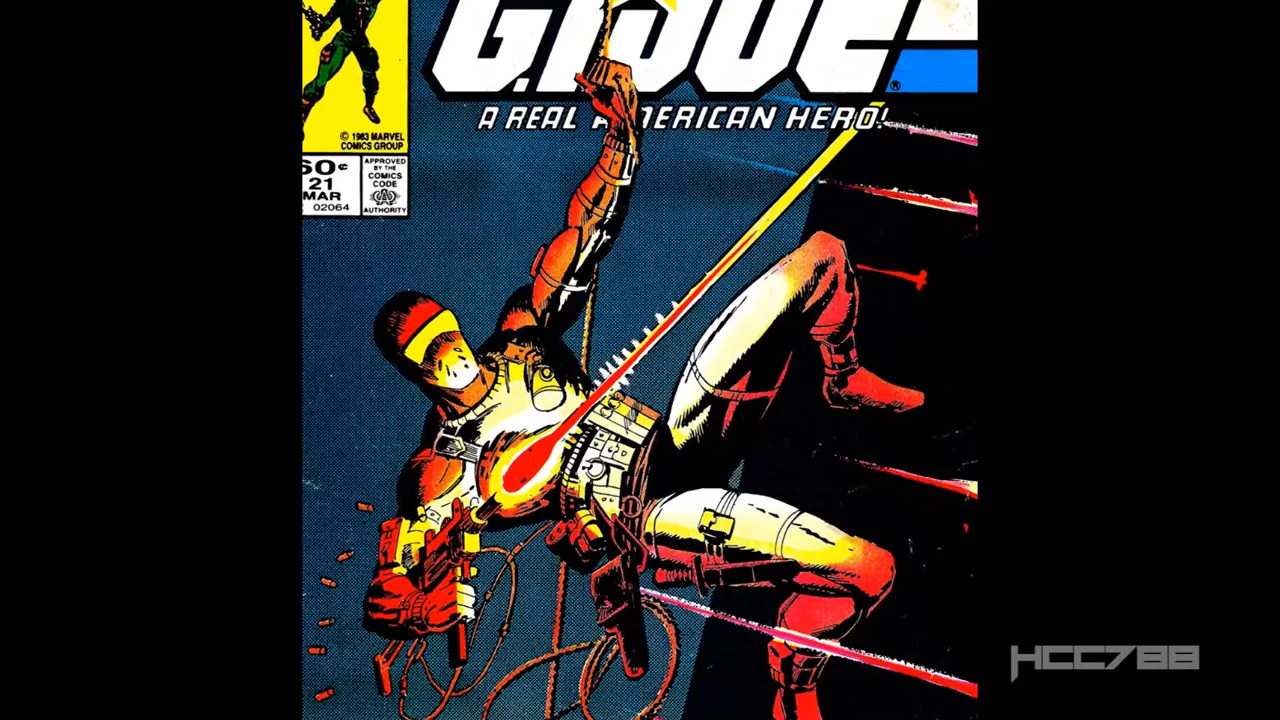 G.I.JOE
®
A REAL AMERICAN HERO!
© 1983 MARVEL
COMICS GROUP
60¢
21
MAR
02064
APPROVED
BY THE
COMICS
CODE
AUTHORITY
HCC788